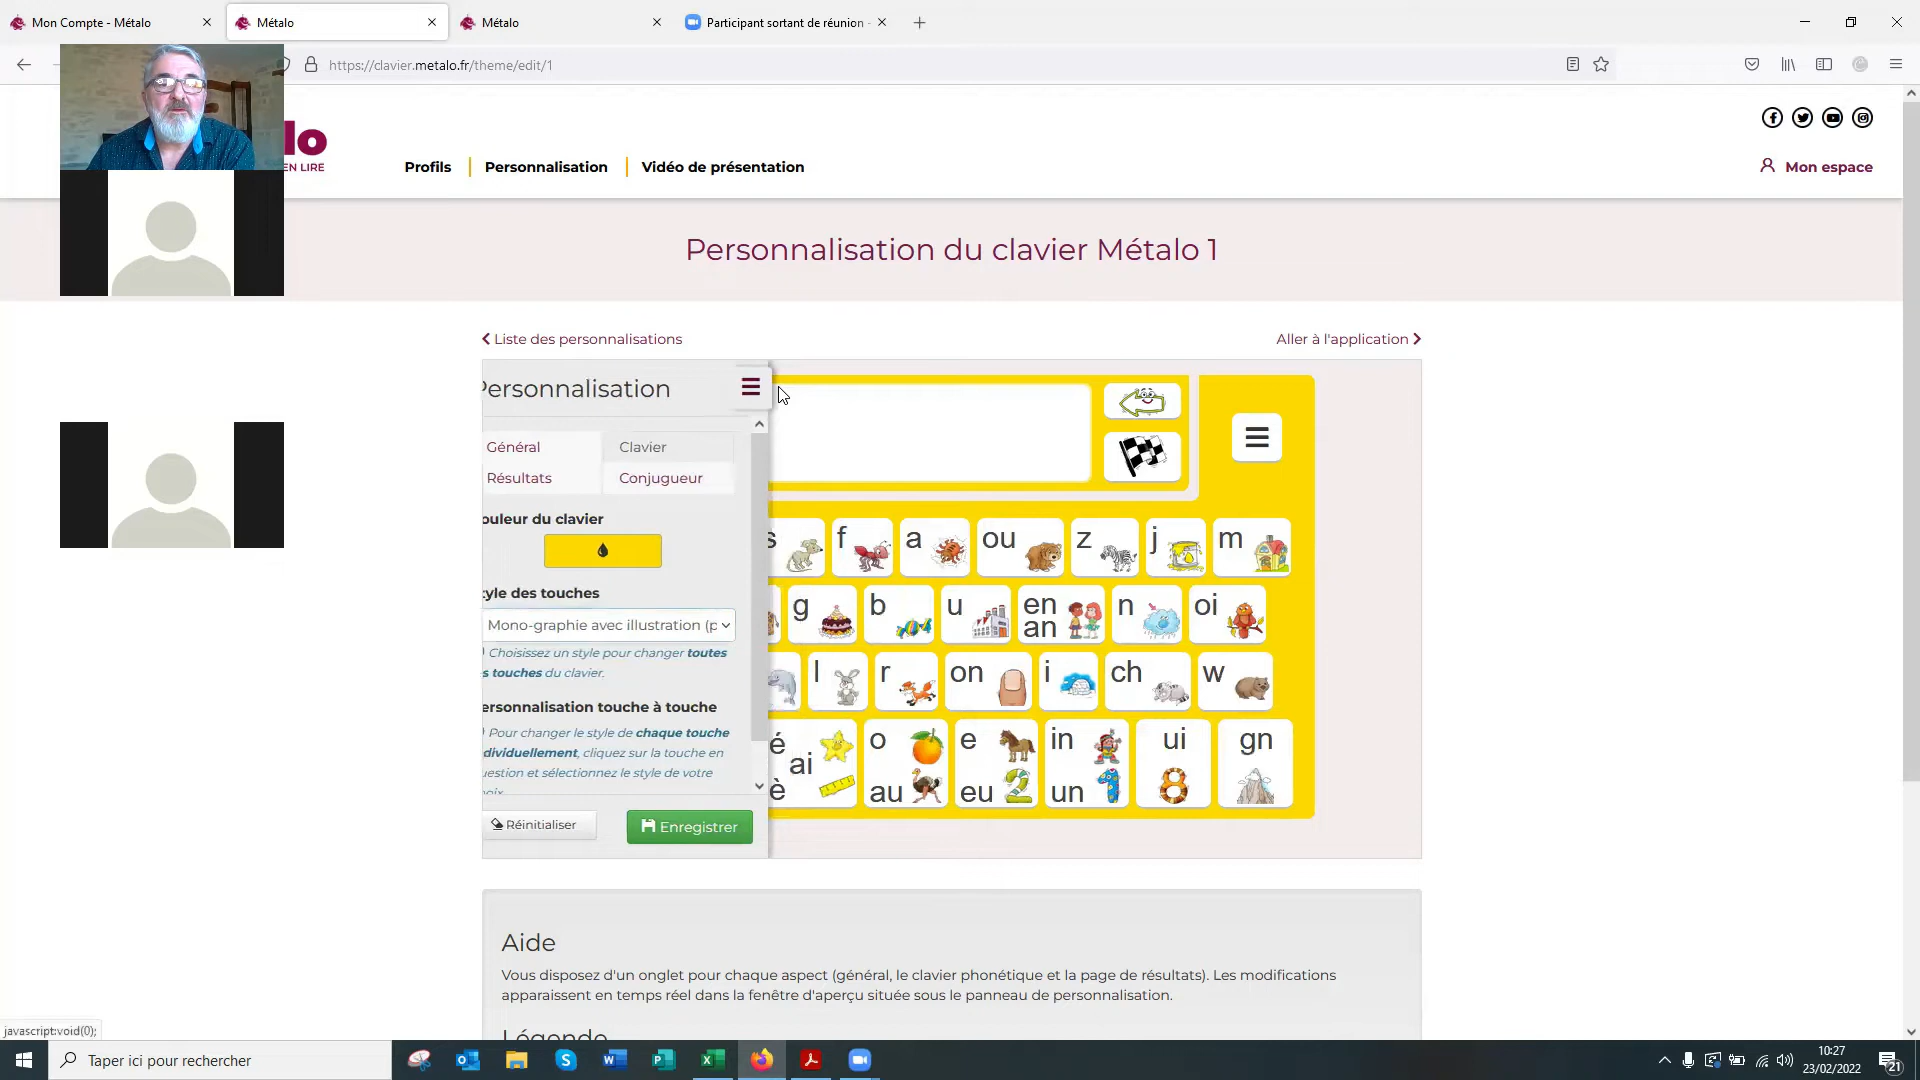 Mon Compte - Métalo
Métalo
Métalo
Participant sortant de réunion -
https://clavier.metalo.fr/theme/edit/1
lo
EN LIRE
Profils
Personnalisation
Vidéo de présentation
Mon espace
Personnalisation du clavier Métalo 1
Liste des personnalisations
Aller à l'application
Personnalisation
Général
Clavier
Résultats
Conjugueur
ouleur du clavier
tyle des touches
Mono-graphie avec illustration (p
Choisissez un style pour changer toutes
s touches du clavier.
ersonnalisation touche à touche
Pour changer le style de chaque touche
dividuellement, cliquez sur la touche en
uestion et sélectionnez le style de votre
Réinitialiser
Enregistrer
s f a ou z j m
g b u en an n oi
l r on i ch w
é ai è o au e eu in un ui gn
Aide
Vous disposez d'un onglet pour chaque aspect (général, le clavier phonétique et la page de résultats). Les modifications
apparaissent en temps réel dans la fenêtre d'aperçu située sous le panneau de personnalisation.
Légende
javascript:void(0);
Taper ici pour rechercher
10:27
23/02/2022
21